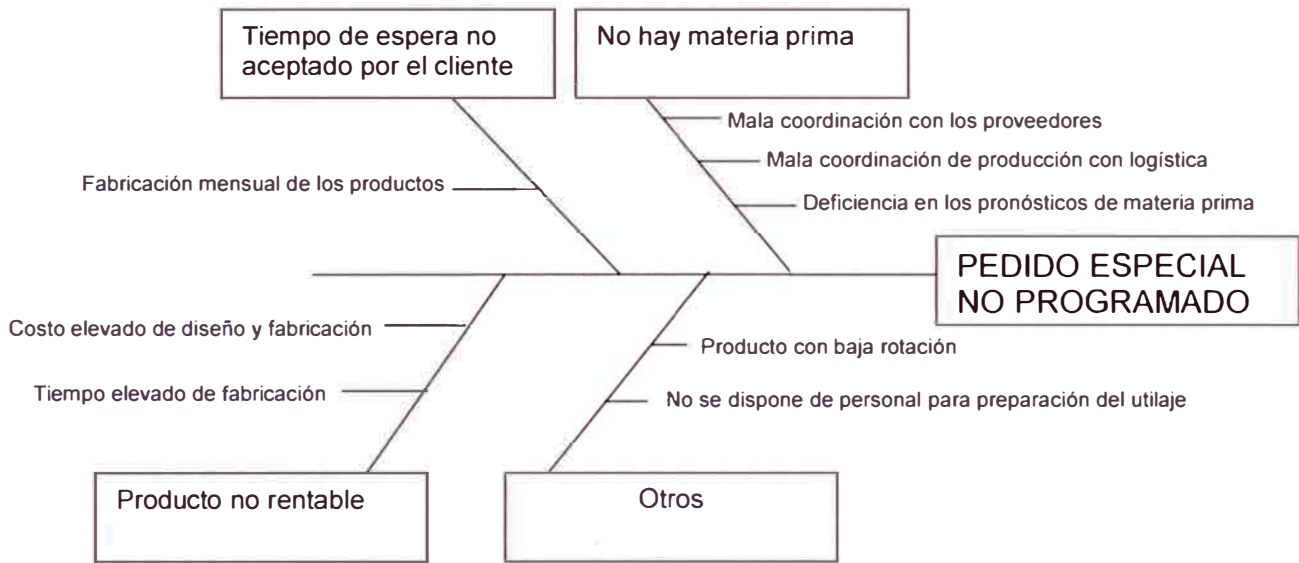 Tiempo de espera no
aceptado por el cliente
No hay materia prima
Mala coordinación con los proveedores
Mala coordinación de producción con logística
Fabricación mensual de los productos
Deficiencia en los pronósticos de materia prima
PEDIDO ESPECIAL
NO PROGRAMADO
Costo elevado de diseño y fabricación
Producto con baja rotación
Tiempo elevado de fabricación
No se dispone de personal para preparación del utilaje
Producto no rentable
Otros